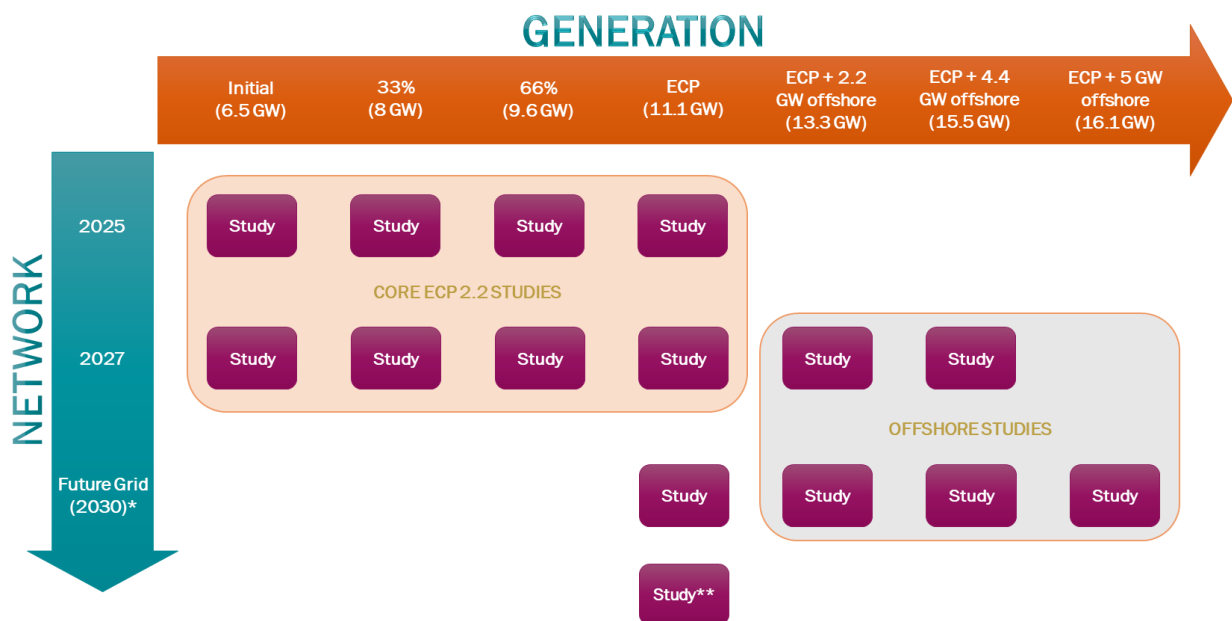 GENERATION
Initial
(6.5 GW)
33%
(8 GW)
66%
(9.6 GW)
ECP
(11.1 GW)
ECP + 2.2
GW offshore
(13.3 GW)
ECP + 4.4
GW offshore
(15.5 GW)
ECP + 5 GW
offshore
(16.1 GW)
NETWORK
2025
Study
Study
Study
Study
CORE ECP 2.2 STUDIES
2027
Study
Study
Study
Study
Study
Study
OFFSHORE STUDIES
Future Grid
(2030)*
Study
Study
Study
Study
Study**